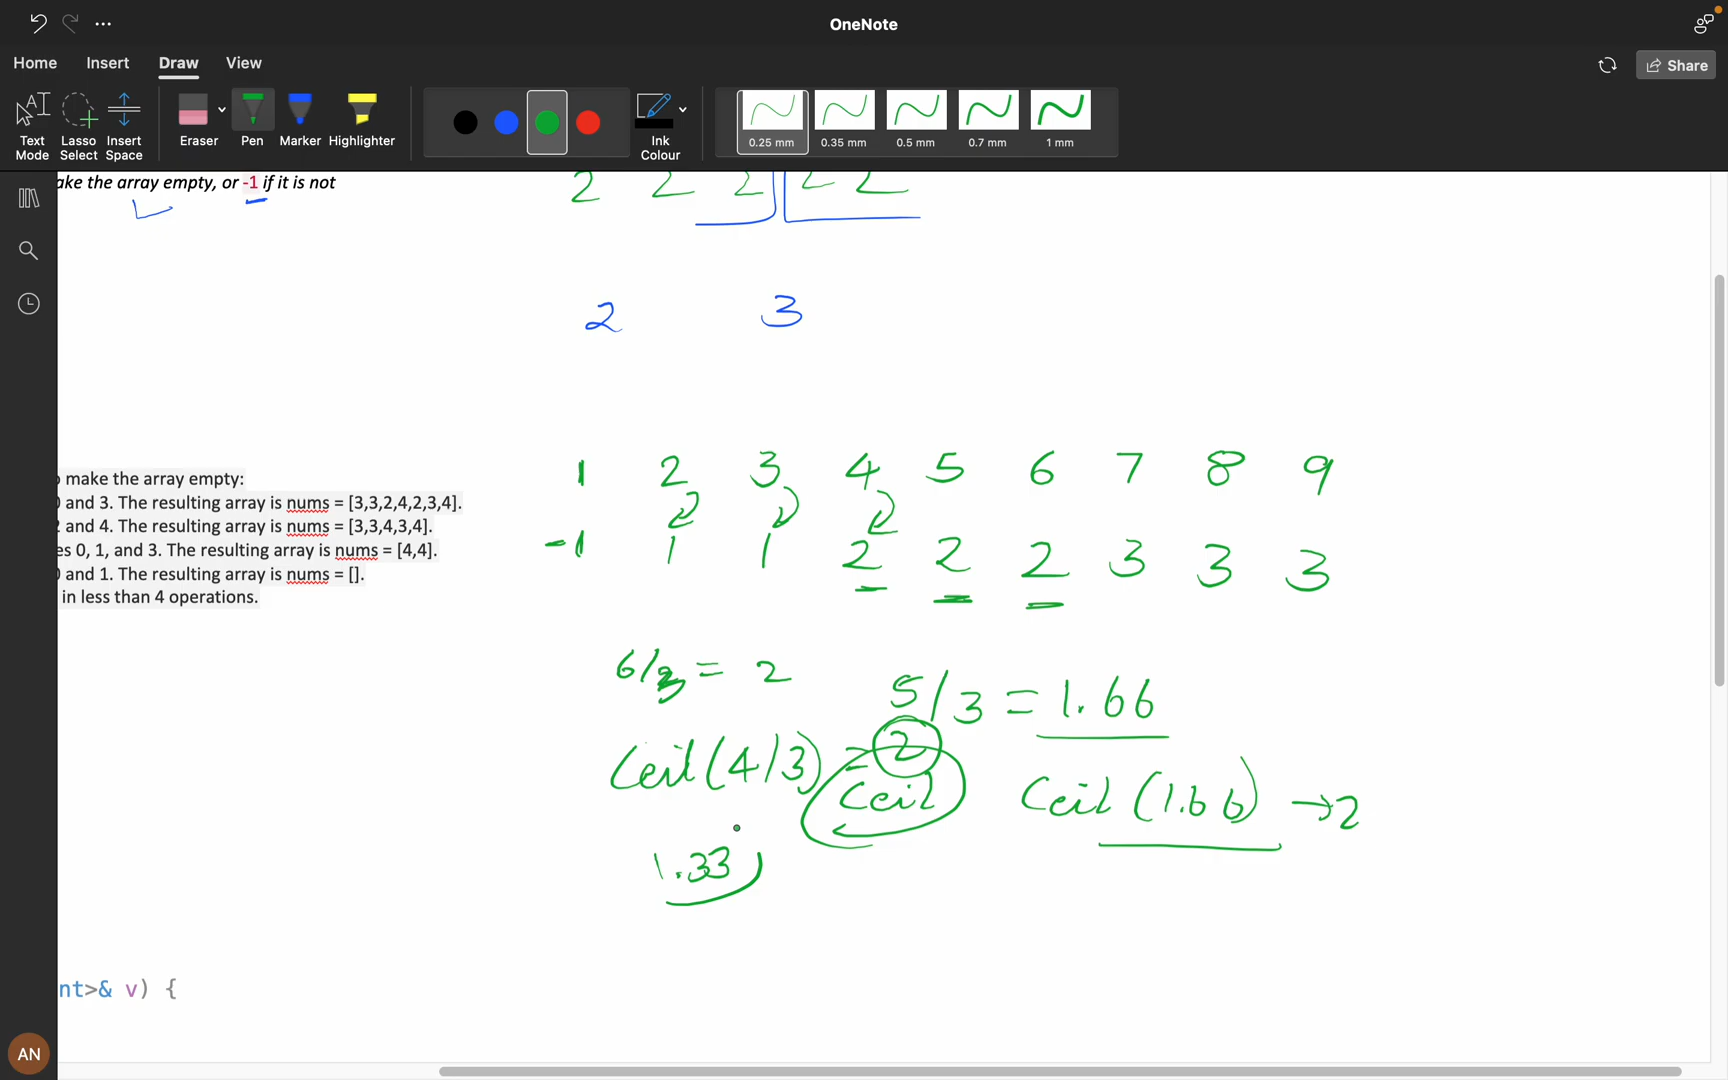 OneNote
Home Insert Draw View
Share
Text Mode
Lasso Select
Insert Space
Eraser
Pen
Marker
Highlighter
Ink Colour
0.25 mm
0.35 mm
0.5 mm
0.7 mm
1 mm
ake the array empty, or -1 if it is not
2 2 2 2 2
2 3
o make the array empty:
0 and 3. The resulting array is nums = [3,3,2,4,2,3,4].
2 and 4. The resulting array is nums = [3,3,4,3,4].
es 0, 1, and 3. The resulting array is nums = [4,4].
0 and 1. The resulting array is nums = [].
in less than 4 operations.
1 2 3 4 5 6 7 8 9
-1 1 1 2 2 2 3 3 3
6/3 = 2
5/3 = 1.66
Ceil(4/3) = 2
Ceil
Ceil (1.66) → 2
1.33
nt>& v) {
AN